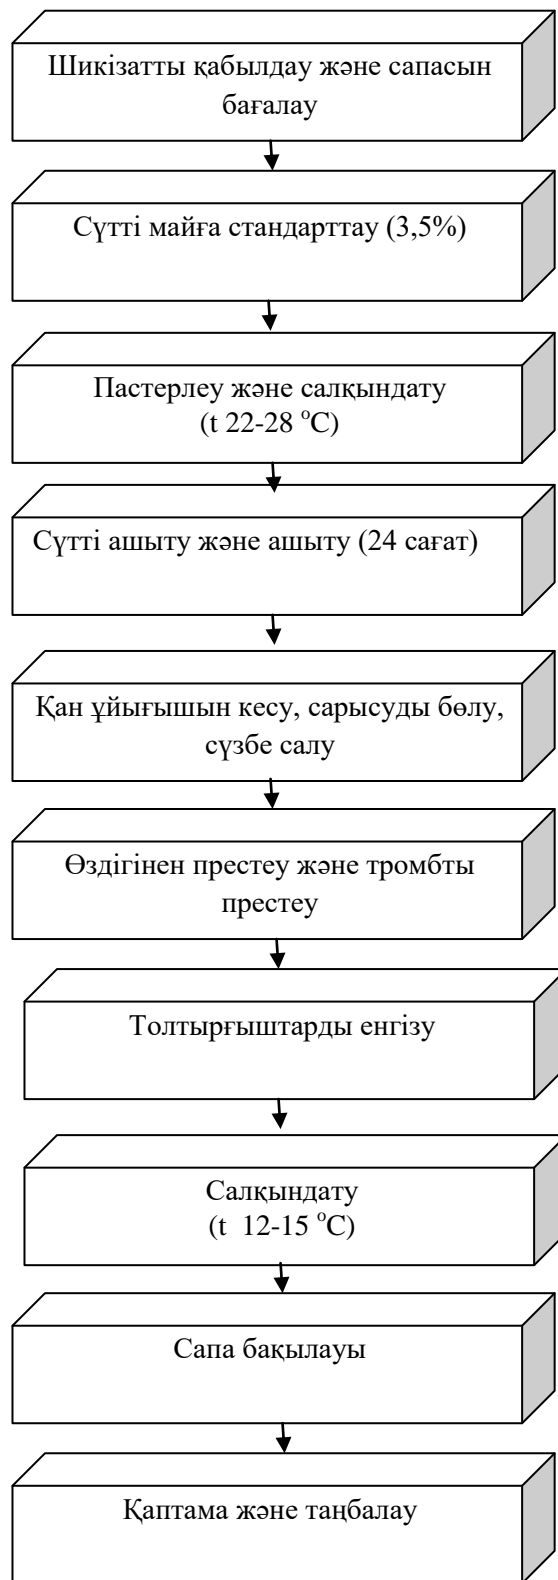 Шикізатты қабылдау және сапасын
бағалау
Сүтті майға стандарттау (3,5%)
Пастерлеу және салқындату
(t 22-28 °C)
Сүтті ашыту және ашыту (24 сағат)
Қан ұйығышын кесу, сарысуды бөлу,
сүзбе салу
Өздігінен престеу және тромбты
престеу
Толтырғыштарды енгізу
Салқындату
(t 12-15 °C)
Сапа бақылауы
Қаптама және таңбалау